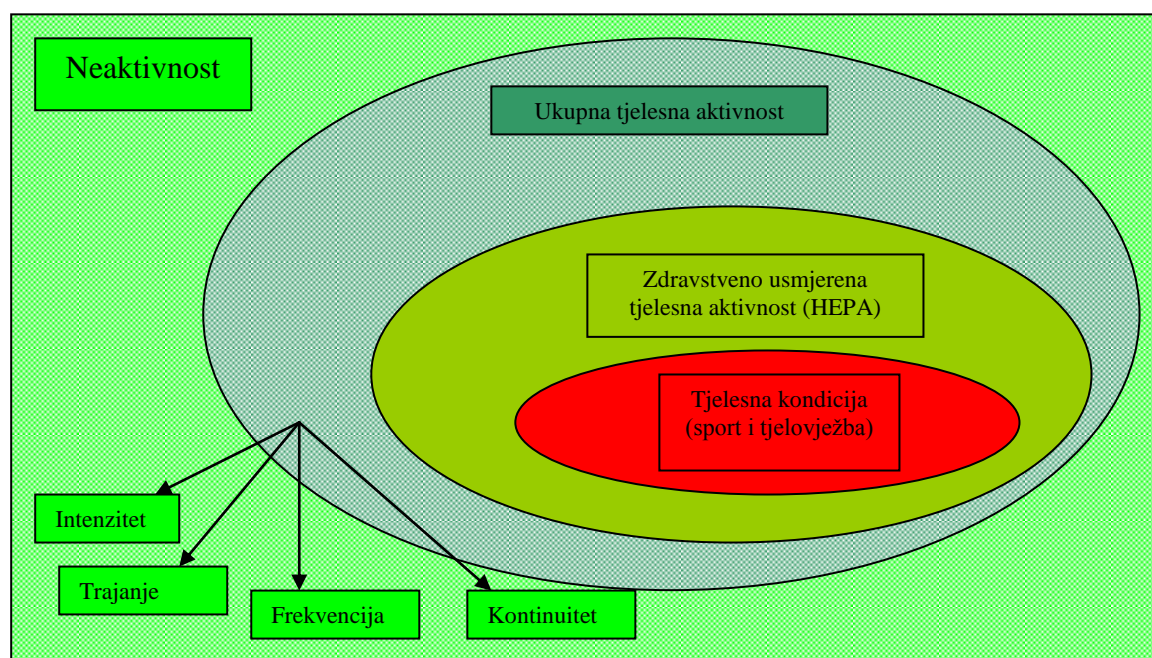 Neaktivnost
Ukupna tjelesna aktivnost
Zdravstveno usmjerena
tjelesna aktivnost (HEPA)
Tjelesna kondicija
(sport i tjelovježba)
Intenzitet
Trajanje
Frekvencija
Kontinuitet